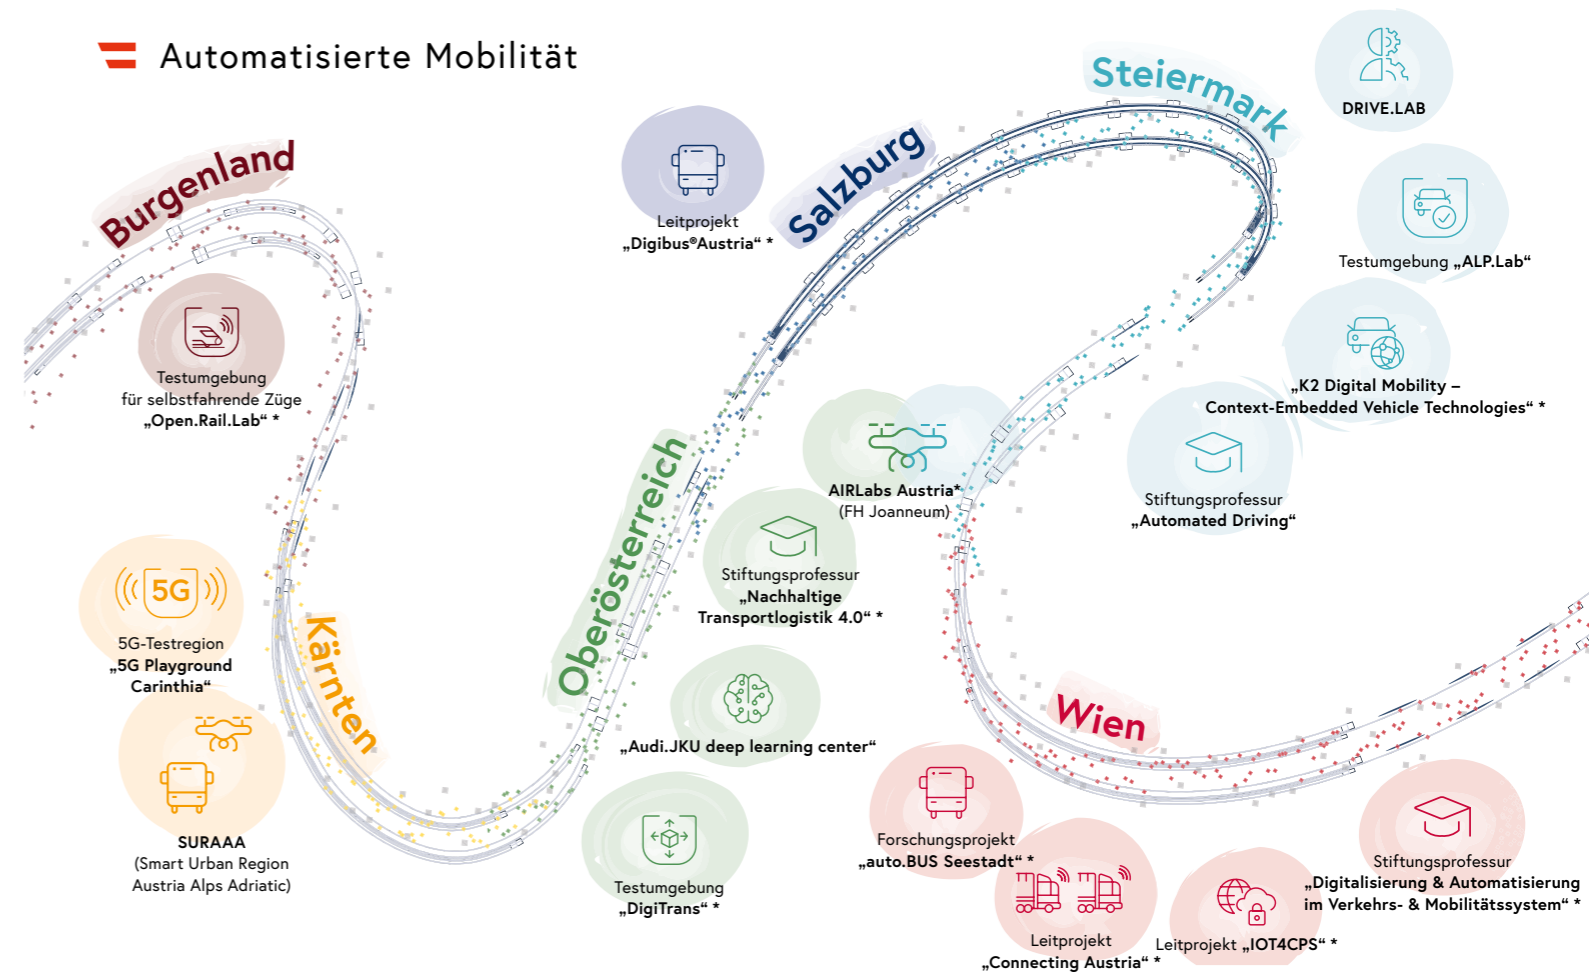 Automatisierte Mobilität
Burgenland
Testumgebung
für selbstfahrende Züge
„Open.Rail.Lab“ *
5G
5G-Testregion
„5G Playground
Carinthia“
SURAAA
(Smart Urban Region
Austria Alps Adriatic)
Kärnten
Leitprojekt
„Digibus®Austria“ *
Salzburg
Oberösterreich
AIRLabs Austria*
(FH Joanneum)
Stiftungsprofessur
„Nachhaltige
Transportlogistik 4.0“ *
„Audi.JKU deep learning center“
Testumgebung
„DigiTrans“ *
Steiermark
DRIVE.LAB
Testumgebung „ALP.Lab“
„K2 Digital Mobility –
Context-Embedded Vehicle Technologies“ *
Stiftungsprofessur
„Automated Driving“
Wien
Forschungsprojekt
„auto.BUS Seestadt“ *
Leitprojekt
„Connecting Austria“ *
Leitprojekt „IOT4CPS“ *
Stiftungsprofessur
„Digitalisierung & Automatisierung
im Verkehrs- & Mobilitätssystem“ *